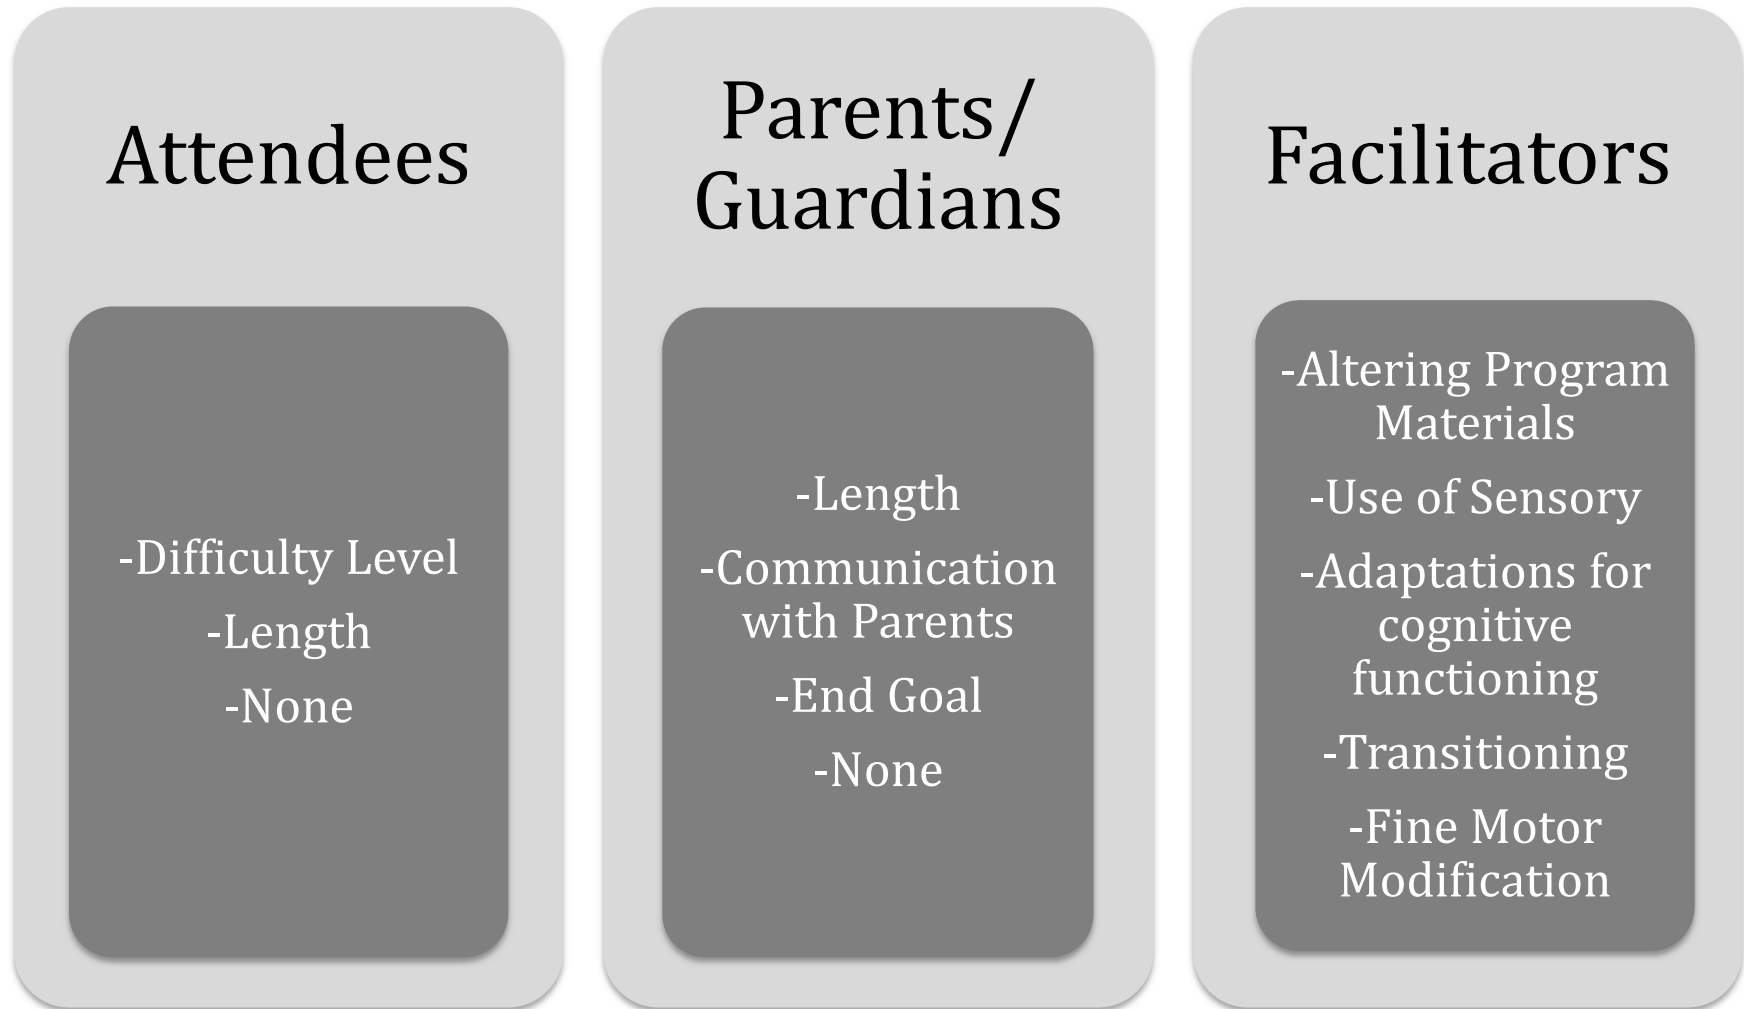 Attendees
-Difficulty Level
-Length
-None
Parents/
Guardians
-Length
-Communication
with Parents
-End Goal
-None
Facilitators
-Altering Program
Materials
-Use of Sensory
-Adaptations for
cognitive
functioning
-Transitioning
-Fine Motor
Modification